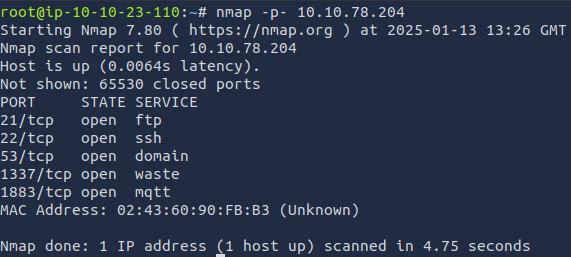 root@ip-10-10-23-110:~# nmap -p- 10.10.78.204
Starting Nmap 7.80 ( https://nmap.org ) at 2025-01-13 13:26 GMT
Nmap scan report for 10.10.78.204
Host is up (0.0064s latency).
Not shown: 65530 closed ports
PORT     STATE SERVICE
21/tcp   open  ftp
22/tcp   open  ssh
53/tcp   open  domain
1337/tcp open  waste
1883/tcp open  mqtt
MAC Address: 02:43:60:90:FB:B3 (Unknown)
Nmap done: 1 IP address (1 host up) scanned in 4.75 seconds